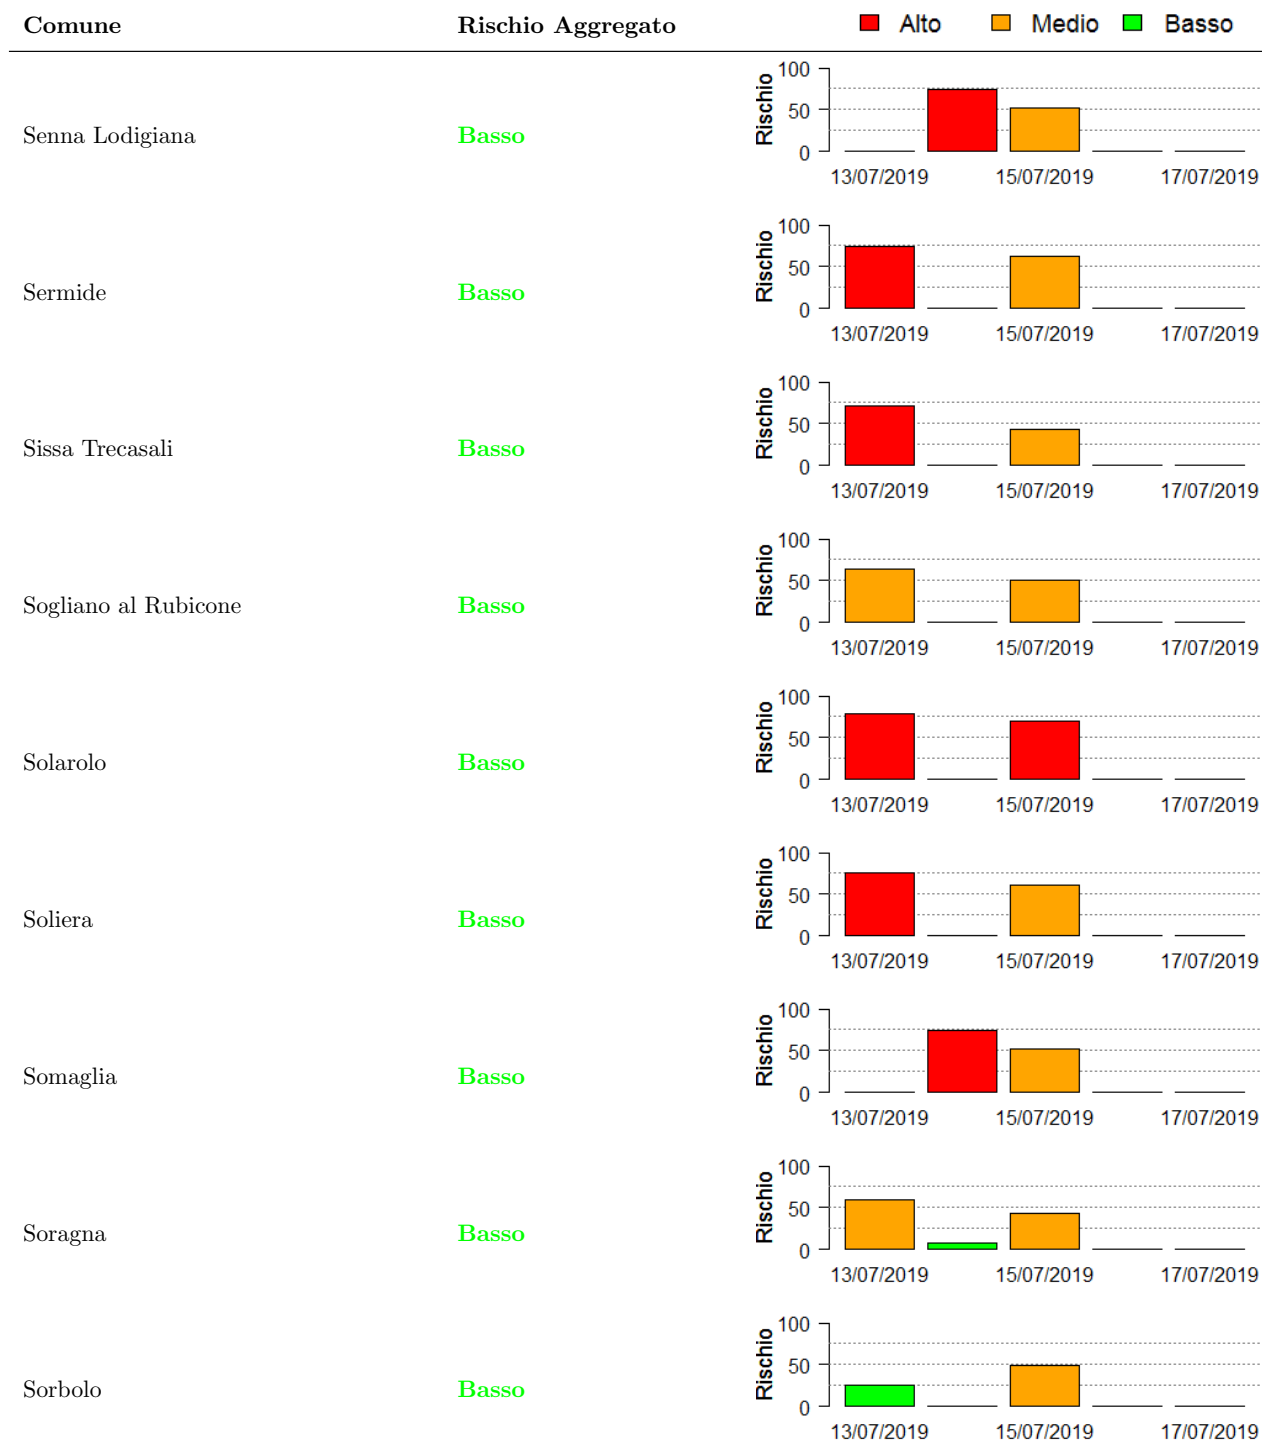 Comune Rischio Aggregato Alto Medio Basso
100
50
0
Rischio
Senna Lodigiana Basso
13/07/2019 15/07/2019 17/07/2019
100
50
0
Rischio
Sermide Basso
13/07/2019 15/07/2019 17/07/2019
100
50
0
Rischio
Sissa Trecasali Basso
13/07/2019 15/07/2019 17/07/2019
100
50
0
Rischio
Sogliano al Rubicone Basso
13/07/2019 15/07/2019 17/07/2019
100
50
0
Rischio
Solarolo Basso
13/07/2019 15/07/2019 17/07/2019
100
50
0
Rischio
Soliera Basso
13/07/2019 15/07/2019 17/07/2019
100
50
0
Rischio
Somaglia Basso
13/07/2019 15/07/2019 17/07/2019
100
50
0
Rischio
Soragna Basso
13/07/2019 15/07/2019 17/07/2019
100
50
0
Rischio
Sorbolo Basso
13/07/2019 15/07/2019 17/07/2019